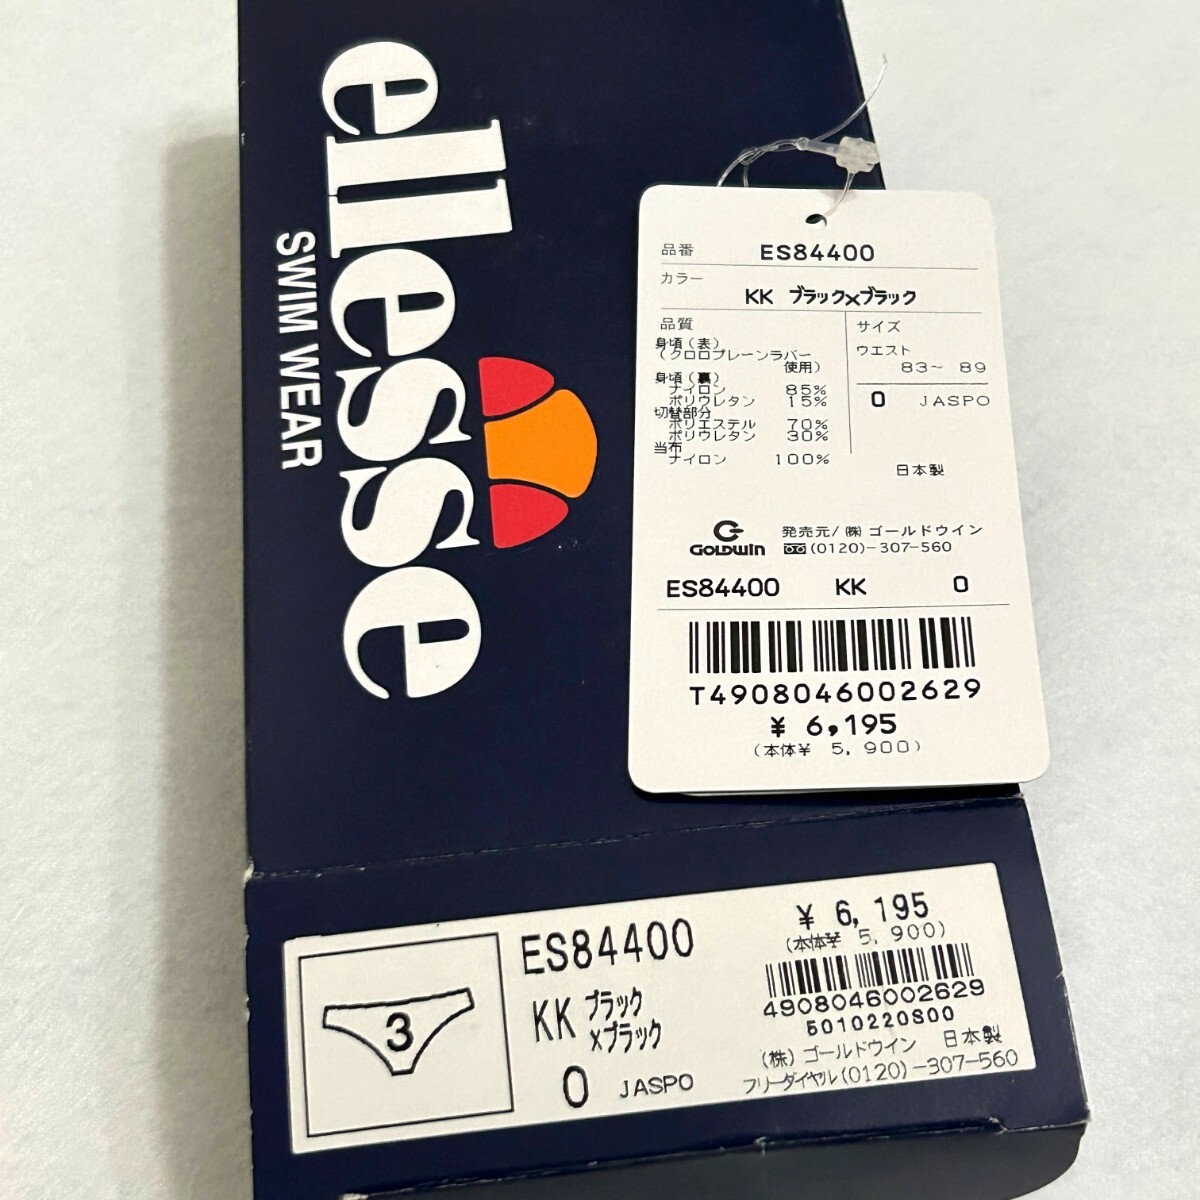 ellesse
SWIM WEAR
品番 ES84400
カラー
KK ブラック×ブラック
品質
身頃(表)
(クロロプレーンラバー
使用)
身頃(裏)
ナイロン 85%
ポリウレタン 15%
切替部分
ポリエステル 70%
ポリウレタン 30%
当布
ナイロン 100%
サイズ
ウエスト
83~ 89
O JASPO
日本製
GOLDWIN
発売元/(株)ゴールドウイン
(0120)-307-560
ES84400 KK O
T4908046002629
¥ 6,195
(本体¥ 5,900)
3
ES84400
KK ブラック
×ブラック
O JASPO
¥ 6,195
(本体¥ 5,900)
4908046002629
5010220S00
(株)ゴールドウイン 日本製
フリーダイヤル(0120)-307-560